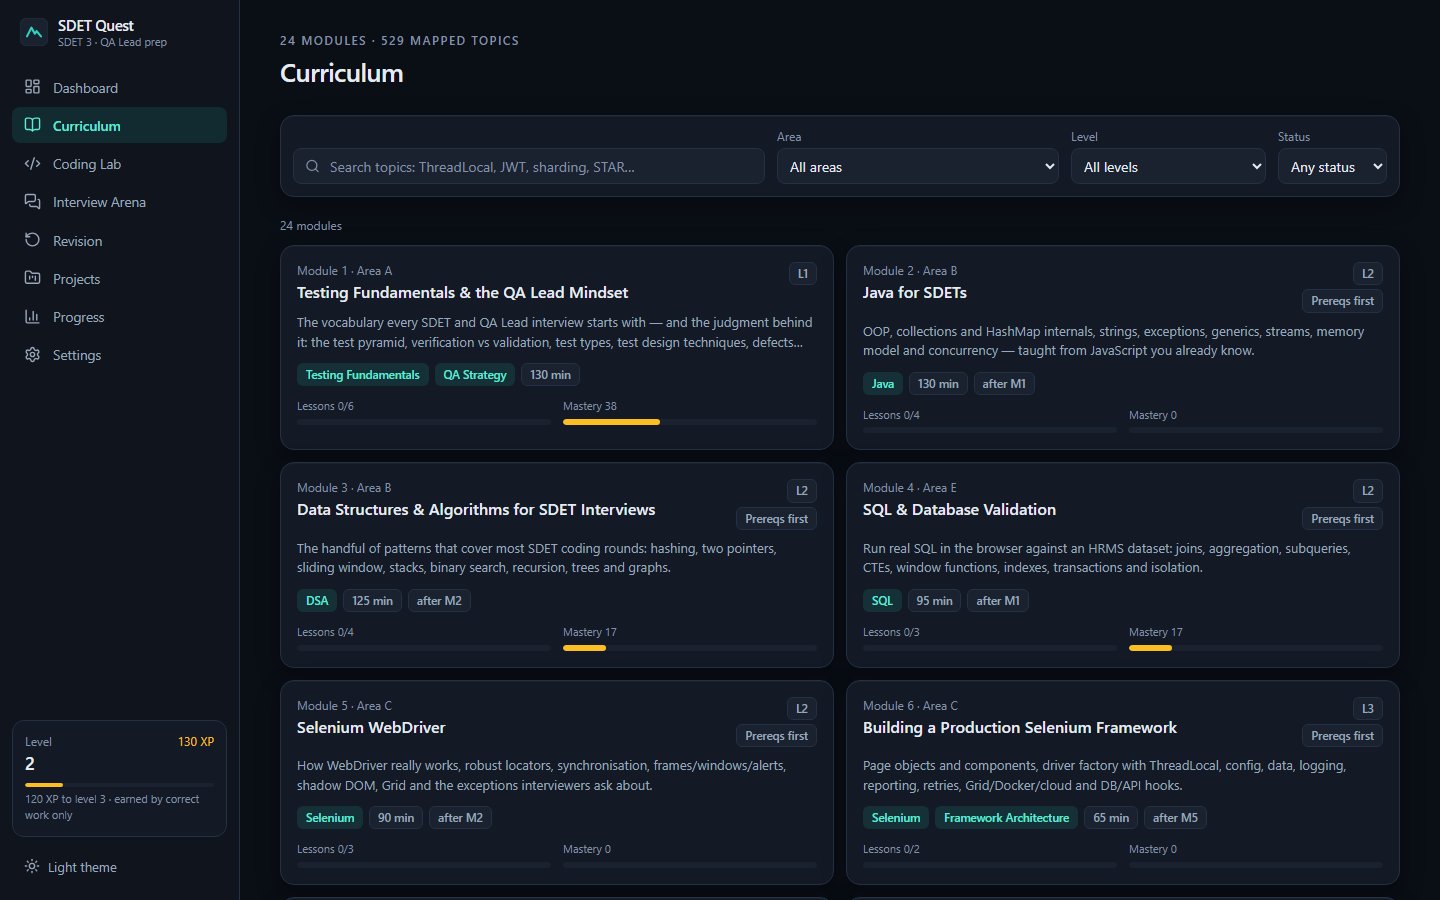 SDET Quest
SDET 3 · QA Lead prep
Dashboard
Curriculum
Coding Lab
Interview Arena
Revision
Projects
Progress
Settings
Level
130 XP
2
120 XP to level 3 · earned by correct
work only
Light theme
24 MODULES · 529 MAPPED TOPICS
Curriculum
Search topics: ThreadLocal, JWT, sharding, STAR...
Area
All areas
Level
All levels
Status
Any status
24 modules
Module 1 · Area A
L1
Testing Fundamentals & the QA Lead Mindset
The vocabulary every SDET and QA Lead interview starts with — and the judgment behind
it: the test pyramid, verification vs validation, test types, test design techniques, defects...
Testing Fundamentals
QA Strategy
130 min
Lessons 0/6
Mastery 38
Module 2 · Area B
L2
Java for SDETs
Prereqs first
OOP, collections and HashMap internals, strings, exceptions, generics, streams, memory
model and concurrency — taught from JavaScript you already know.
Java
130 min
after M1
Lessons 0/4
Mastery 0
Module 3 · Area B
L2
Data Structures & Algorithms for SDET Interviews
Prereqs first
The handful of patterns that cover most SDET coding rounds: hashing, two pointers,
sliding window, stacks, binary search, recursion, trees and graphs.
DSA
125 min
after M2
Lessons 0/4
Mastery 17
Module 4 · Area E
L2
SQL & Database Validation
Prereqs first
Run real SQL in the browser against an HRMS dataset: joins, aggregation, subqueries,
CTEs, window functions, indexes, transactions and isolation.
SQL
95 min
after M1
Lessons 0/3
Mastery 17
Module 5 · Area C
L2
Selenium WebDriver
Prereqs first
How WebDriver really works, robust locators, synchronisation, frames/windows/alerts,
shadow DOM, Grid and the exceptions interviewers ask about.
Selenium
90 min
after M2
Lessons 0/3
Mastery 0
Module 6 · Area C
L3
Building a Production Selenium Framework
Prereqs first
Page objects and components, driver factory with ThreadLocal, config, data, logging,
reporting, retries, Grid/Docker/cloud and DB/API hooks.
Selenium
Framework Architecture
65 min
after M5
Lessons 0/2
Mastery 0